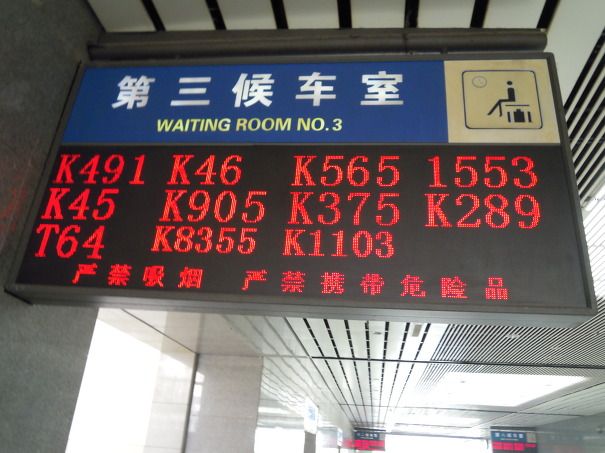 第三候车室
WAITING ROOM NO.3
K491 K46 K565 1553
K45 K905 K375 K289
T64 K8355 K1103
严禁吸烟 严禁携带危险品